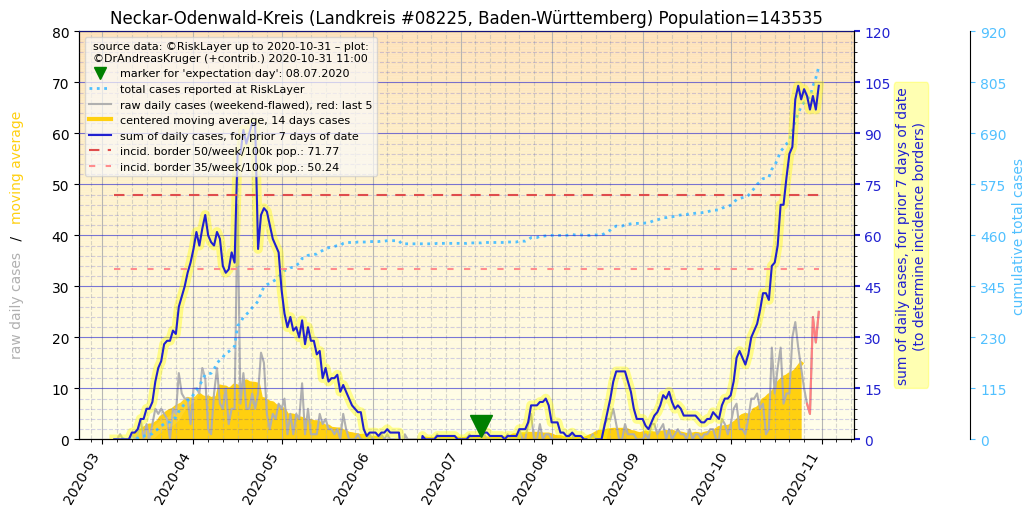 Neckar-Odenwald-Kreis (Landkreis #08225, Baden-Württemberg) Population=143535
source data: ©RiskLayer up to 2020-10-31 – plot:
©DrAndreasKruger (+contrib.) 2020-10-31 11:00
marker for 'expectation day': 08.07.2020
total cases reported at RiskLayer
raw daily cases (weekend-flawed), red: last 5
centered moving average, 14 days cases
sum of daily cases, for prior 7 days of date
incid. border 50/week/100k pop.: 71.77
incid. border 35/week/100k pop.: 50.24
raw daily cases / moving average
80
70
60
50
40
30
20
10
0
120
105
90
75
60
45
30
15
0
sum of daily cases, for prior 7 days of date
(to determine incidence borders)
920
805
690
575
460
345
230
115
0
cumulative total cases
2020-03
2020-04
2020-05
2020-06
2020-07
2020-08
2020-09
2020-10
2020-11